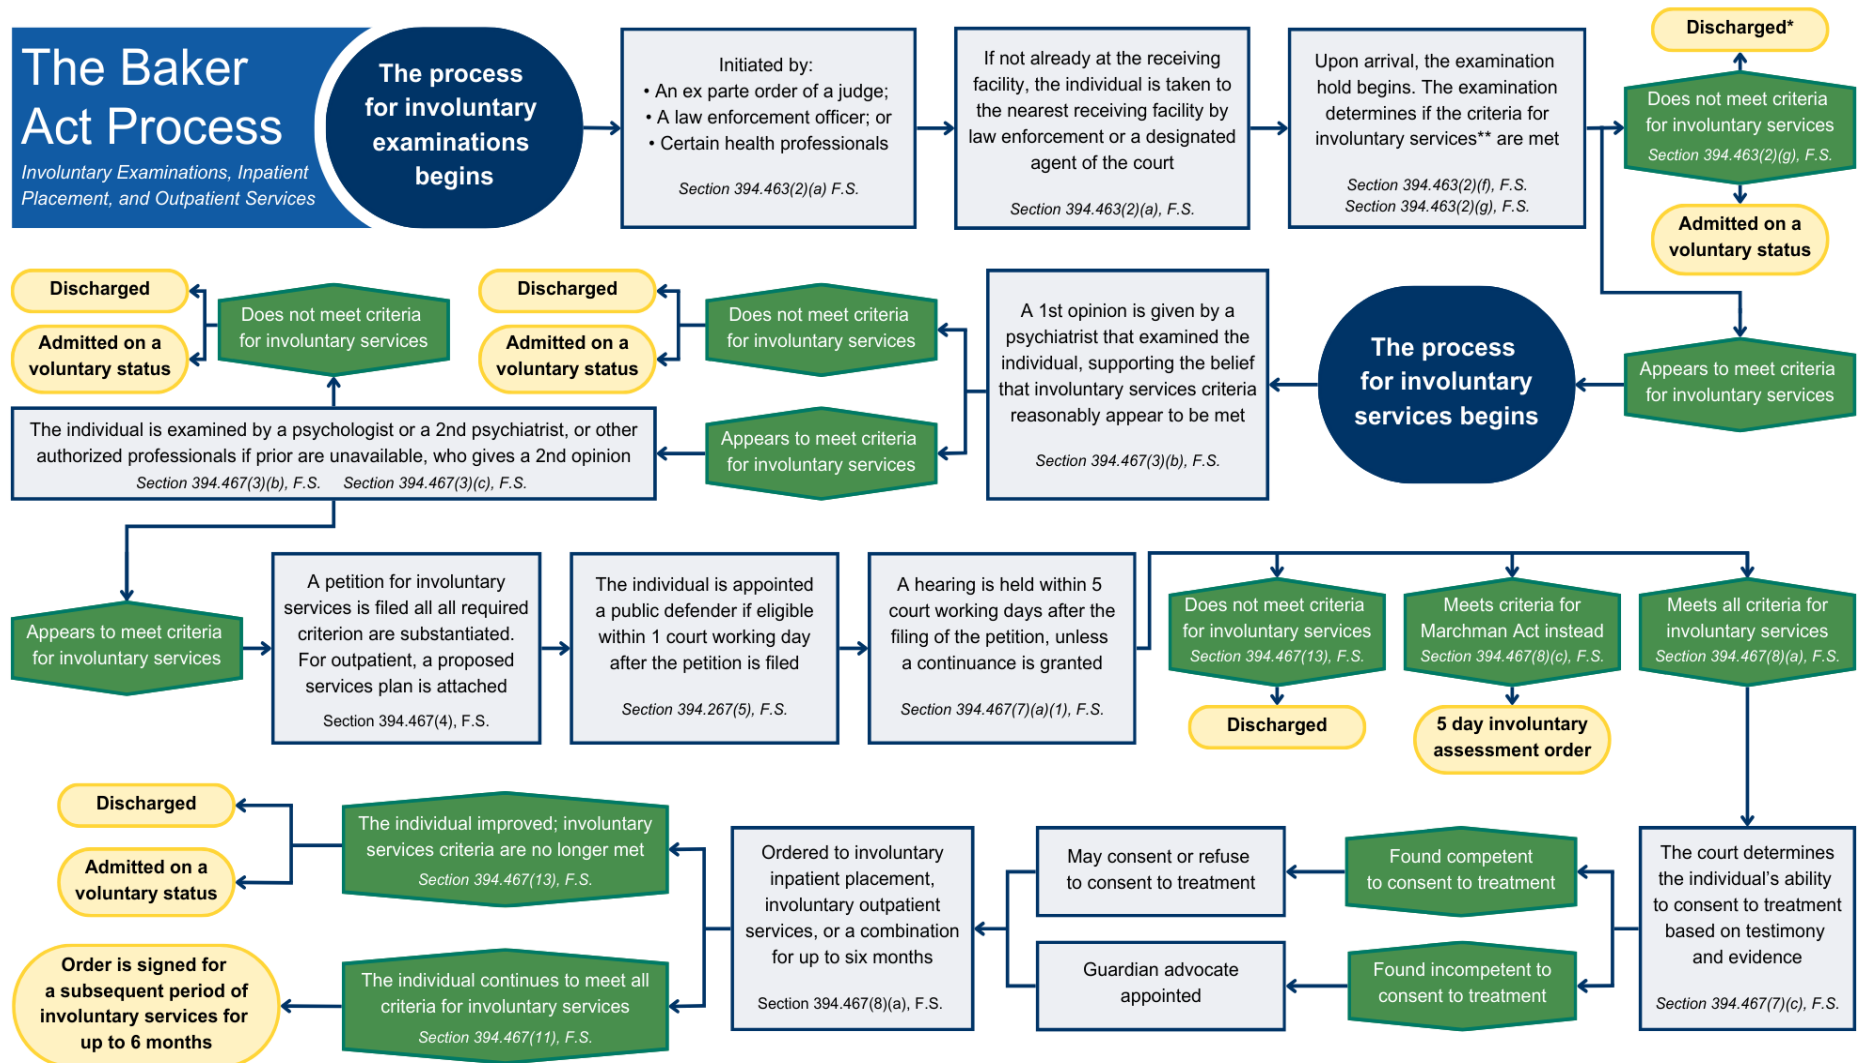 The Baker
Act Process
Involuntary Examinations, Inpatient
Placement, and Outpatient Services
The process
for involuntary
examinations
begins
Initiated by:
• An ex parte order of a judge;
• A law enforcement officer; or
• Certain health professionals
Section 394.463(2)(a) F.S.
If not already at the receiving
facility, the individual is taken to
the nearest receiving facility by
law enforcement or a designated
agent of the court
Section 394.463(2)(a), F.S.
Upon arrival, the examination
hold begins. The examination
determines if the criteria for
involuntary services** are met
Section 394.463(2)(f), F.S.
Section 394.463(2)(g), F.S.
Discharged*
Does not meet criteria
for involuntary services
Section 394.463(2)(g), F.S.
Admitted on a
voluntary status
Appears to meet criteria
for involuntary services
The process
for involuntary
services begins
A 1st opinion is given by a
psychiatrist that examined the
individual, supporting the belief
that involuntary services criteria
reasonably appear to be met
Section 394.467(3)(b), F.S.
Does not meet criteria
for involuntary services
Discharged
Admitted on a
voluntary status
Appears to meet criteria
for involuntary services
The individual is examined by a psychologist or a 2nd psychiatrist, or other
authorized professionals if prior are unavailable, who gives a 2nd opinion
Section 394.467(3)(b), F.S. Section 394.467(3)(c), F.S.
Does not meet criteria
for involuntary services
Discharged
Admitted on a
voluntary status
Appears to meet criteria
for involuntary services
A petition for involuntary
services is filed all all required
criterion are substantiated.
For outpatient, a proposed
services plan is attached
Section 394.467(4), F.S.
The individual is appointed
a public defender if eligible
within 1 court working day
after the petition is filed
Section 394.267(5), F.S.
A hearing is held within 5
court working days after the
filing of the petition, unless
a continuance is granted
Section 394.467(7)(a)(1), F.S.
Does not meet criteria
for involuntary services
Section 394.467(13), F.S.
Discharged
Meets criteria for
Marchman Act instead
Section 394.467(8)(c), F.S.
5 day involuntary
assessment order
Meets all criteria for
involuntary services
Section 394.467(8)(a), F.S.
The court determines
the individual's ability
to consent to treatment
based on testimony
and evidence
Section 394.467(7)(c), F.S.
Found competent
to consent to treatment
May consent or refuse
to consent to treatment
Found incompetent to
consent to treatment
Guardian advocate
appointed
Ordered to involuntary
inpatient placement,
involuntary outpatient
services, or a combination
for up to six months
Section 394.467(8)(a), F.S.
The individual improved; involuntary
services criteria are no longer met
Section 394.467(13), F.S.
Discharged
Admitted on a
voluntary status
The individual continues to meet all
criteria for involuntary services
Section 394.467(11), F.S.
Order is signed for
a subsequent period of
involuntary services for
up to 6 months